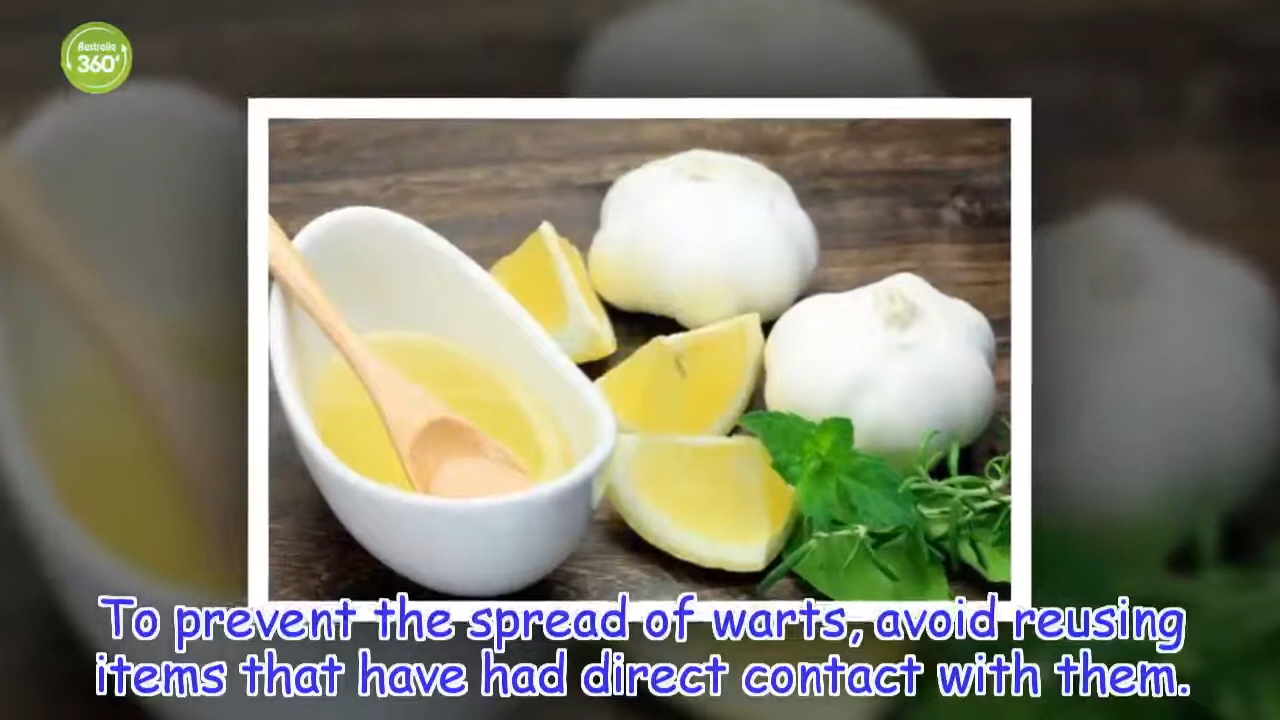 Australia
360°
To prevent the spread of warts, avoid reusing
items that have had direct contact with them.